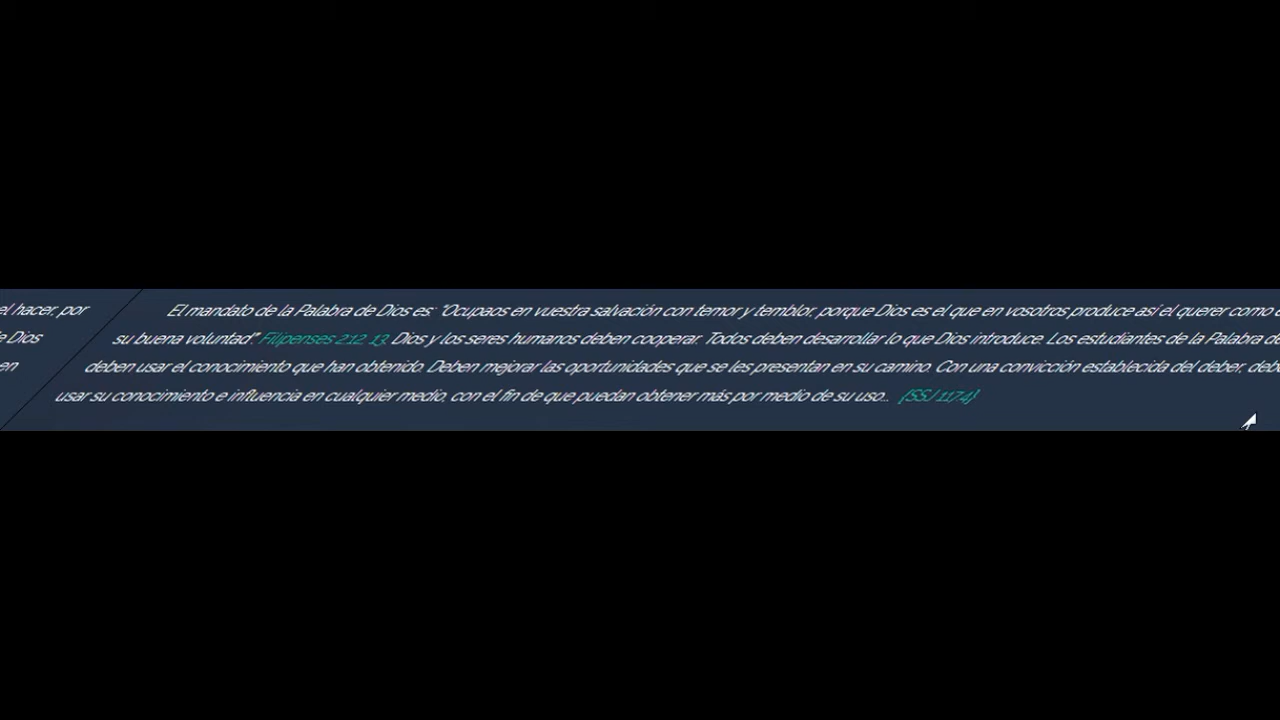 El mandato de la Palabra de Dios es: “Ocupaos en vuestra salvación con temor y temblor, porque Dios es el que en vosotros produce así el querer como e
su buena voluntad” Filipenses 2:12, 13. Dios y los seres humanos deben cooperar. Todos deben desarrollar lo que Dios introduce. Los estudiantes de la Palabra de
deben usar el conocimiento que han obtenido. Deben mejorar las oportunidades que se les presentan en su camino. Con una convicción establecida del deber, debe
usar su conocimiento e influencia en cualquier medio, con el fin de que puedan obtener más por medio de su uso... {SSJ 117.4}
el hacer, por
e Dios
en